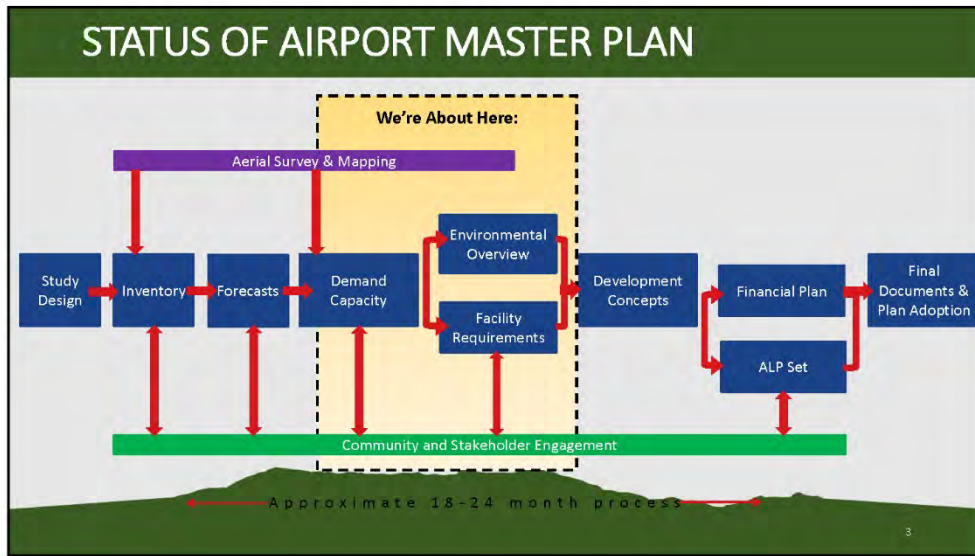 STATUS OF AIRPORT MASTER PLAN
We're About Here:
Aerial Survey & Mapping
Study
Design
Inventory
Forecasts
Demand
Capacity
Environmental
Overview
Facility
Requirements
Development
Concepts
Financial Plan
ALP Set
Final
Documents &
Plan Adoption
Community and Stakeholder Engagement
Approximate 18-24 month process
3